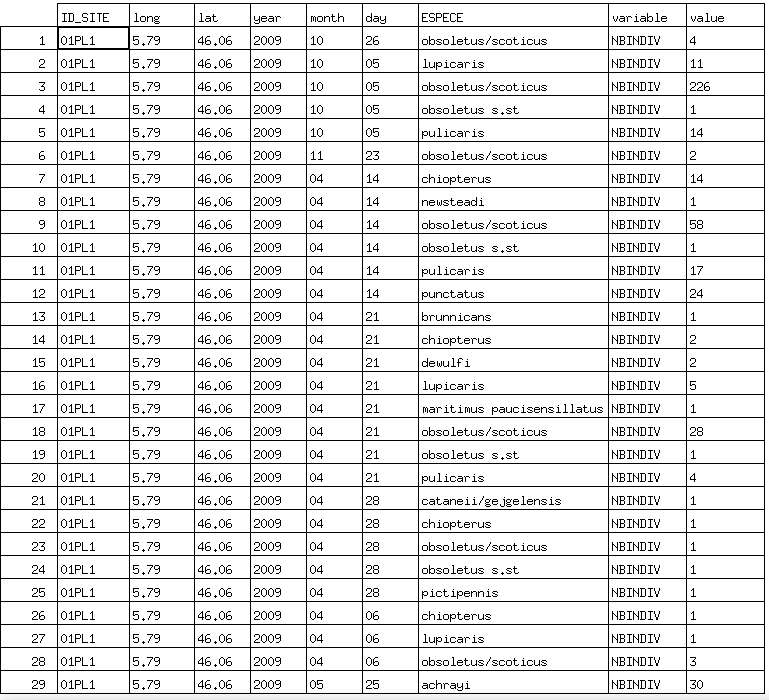 ID_SITE long lat year month day ESPECE variable value
1 01PL1 5.79 46.06 2009 10 26 obsoletus/scoticus NBINDIV 4
2 01PL1 5.79 46.06 2009 10 05 lupicaris NBINDIV 11
3 01PL1 5.79 46.06 2009 10 05 obsoletus/scoticus NBINDIV 226
4 01PL1 5.79 46.06 2009 10 05 obsoletus s.st NBINDIV 1
5 01PL1 5.79 46.06 2009 10 05 pulicaris NBINDIV 14
6 01PL1 5.79 46.06 2009 11 23 obsoletus/scoticus NBINDIV 2
7 01PL1 5.79 46.06 2009 04 14 chiopterus NBINDIV 14
8 01PL1 5.79 46.06 2009 04 14 newsteadi NBINDIV 1
9 01PL1 5.79 46.06 2009 04 14 obsoletus/scoticus NBINDIV 58
10 01PL1 5.79 46.06 2009 04 14 obsoletus s.st NBINDIV 1
11 01PL1 5.79 46.06 2009 04 14 pulicaris NBINDIV 17
12 01PL1 5.79 46.06 2009 04 14 punctatus NBINDIV 24
13 01PL1 5.79 46.06 2009 04 21 brunnicans NBINDIV 1
14 01PL1 5.79 46.06 2009 04 21 chiopterus NBINDIV 2
15 01PL1 5.79 46.06 2009 04 21 dewulfi NBINDIV 2
16 01PL1 5.79 46.06 2009 04 21 lupicaris NBINDIV 5
17 01PL1 5.79 46.06 2009 04 21 maritimus paucisensillatus NBINDIV 1
18 01PL1 5.79 46.06 2009 04 21 obsoletus/scoticus NBINDIV 28
19 01PL1 5.79 46.06 2009 04 21 obsoletus s.st NBINDIV 1
20 01PL1 5.79 46.06 2009 04 21 pulicaris NBINDIV 4
21 01PL1 5.79 46.06 2009 04 28 cataneii/gejgelensis NBINDIV 1
22 01PL1 5.79 46.06 2009 04 28 chiopterus NBINDIV 1
23 01PL1 5.79 46.06 2009 04 28 obsoletus/scoticus NBINDIV 1
24 01PL1 5.79 46.06 2009 04 28 obsoletus s.st NBINDIV 1
25 01PL1 5.79 46.06 2009 04 28 pictipennis NBINDIV 1
26 01PL1 5.79 46.06 2009 04 06 chiopterus NBINDIV 1
27 01PL1 5.79 46.06 2009 04 06 lupicaris NBINDIV 1
28 01PL1 5.79 46.06 2009 04 06 obsoletus/scoticus NBINDIV 3
29 01PL1 5.79 46.06 2009 05 25 achrayi NBINDIV 30